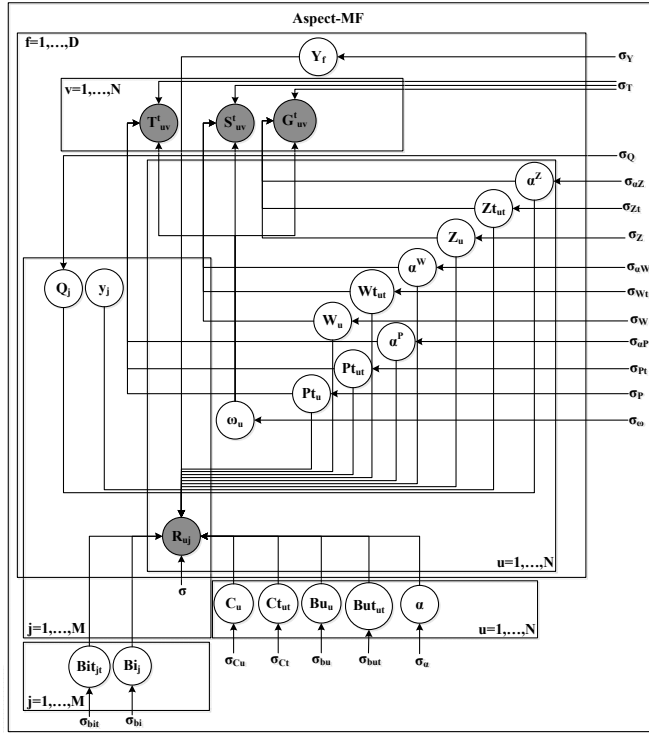 Aspect-MF
f=1,...,D
Y_f
σ_Y
v=1,...,N
σ_T
T^t_uv
S^t_uv
G^t_uv
σ_Q
α^Z
σ_αZ
Zt_ut
σ_Zt
Z_u
σ_Z
α^W
σ_αW
Q_j
y_j
Wt_ut
σ_Wt
W_u
σ_W
α^P
σ_αP
Pt_ut
σ_Pt
Pt_u
σ_P
ω_u
σ_ω
R_uj
u=1,...,N
σ
C_u
Ct_ut
Bu_u
But_ut
α
j=1,...,M
u=1,...,N
σ_Cu
σ_Ct
σ_bu
σ_but
σ_α
Bit_jt
Bi_j
j=1,...,M
σ_bit
σ_bi